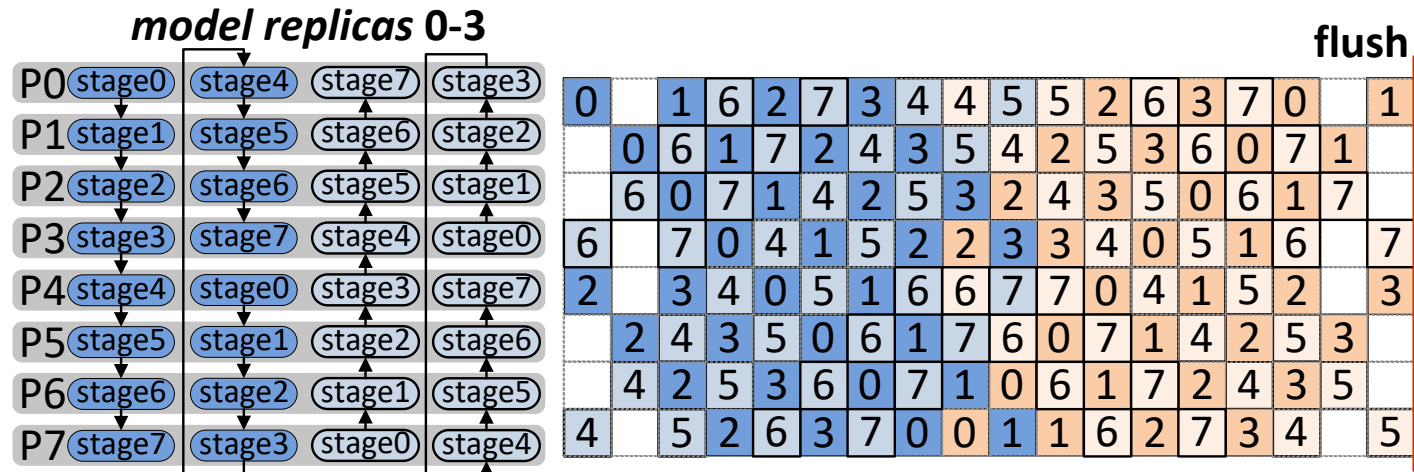 model replicas 0-3
flush
P0 stage0 stage4 stage7 stage3
P1 stage1 stage5 stage6 stage2
P2 stage2 stage6 stage5 stage1
P3 stage3 stage7 stage4 stage0
P4 stage4 stage0 stage3 stage7
P5 stage5 stage1 stage2 stage6
P6 stage6 stage2 stage1 stage5
P7 stage7 stage3 stage0 stage4
0 1 6 2 7 3 4 4 5 5 2 6 3 7 0 1
0 6 1 7 2 4 3 5 4 2 5 3 6 0 7 1
6 0 7 1 4 2 5 3 2 4 3 5 0 6 1 7
6 7 0 4 1 5 2 2 3 3 4 0 5 1 6 7
2 3 4 0 5 1 6 6 7 7 0 4 1 5 2 3
2 4 3 5 0 6 1 7 6 0 7 1 4 2 5 3
4 2 5 3 6 0 7 1 0 6 1 7 2 4 3 5
4 5 2 6 3 7 0 0 1 1 6 2 7 3 4 5